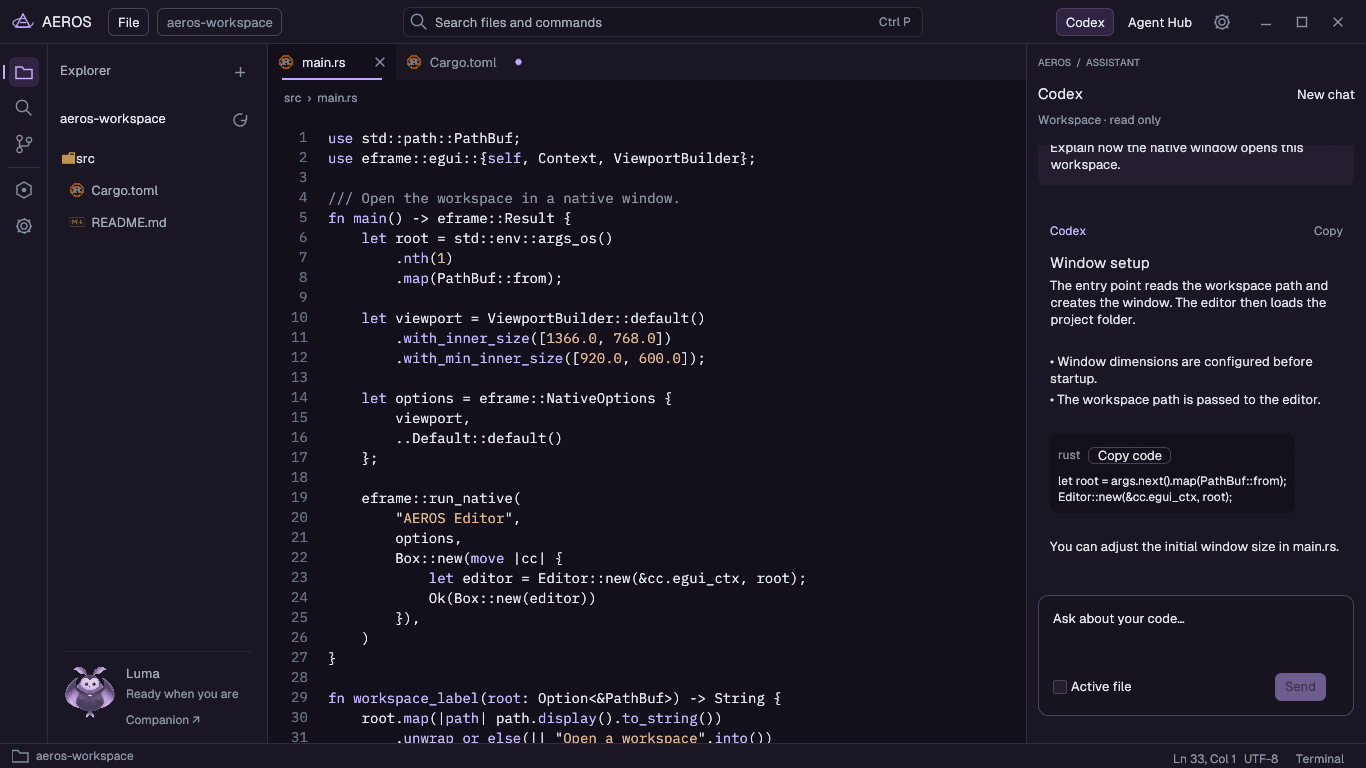 AEROS File aeros-workspace Search files and commands Ctrl P Codex Agent Hub
Explorer +
aeros-workspace
src
Cargo.toml
M↓ README.md
Luma
Ready when you are
Companion ↗
main.rs Cargo.toml
src › main.rs
1 use std::path::PathBuf;
2 use eframe::egui::{self, Context, ViewportBuilder};
3
4 /// Open the workspace in a native window.
5 fn main() -> eframe::Result {
6     let root = std::env::args_os()
7         .nth(1)
8         .map(PathBuf::from);
9
10     let viewport = ViewportBuilder::default()
11         .with_inner_size([1366.0, 768.0])
12         .with_min_inner_size([920.0, 600.0]);
13
14     let options = eframe::NativeOptions {
15         viewport,
16         ..Default::default()
17     };
18
19     eframe::run_native(
20         "AEROS Editor",
21         options,
22         Box::new(move |cc| {
23             let editor = Editor::new(&cc.egui_ctx, root);
24             Ok(Box::new(editor))
25         }),
26     )
27 }
28
29 fn workspace_label(root: Option<&PathBuf>) -> String {
30     root.map(|path| path.display().to_string())
31         .unwrap_or_else(|| "Open a workspace".into())
AEROS / ASSISTANT
Codex New chat
Workspace · read only
Explain how the native window opens this
workspace.
Codex Copy
Window setup
The entry point reads the workspace path and
creates the window. The editor then loads the
project folder.
• Window dimensions are configured before
startup.
• The workspace path is passed to the editor.
rust Copy code
let root = args.next().map(PathBuf::from);
Editor::new(&cc.egui_ctx, root);
You can adjust the initial window size in main.rs.
Ask about your code…
Active file Send
aeros-workspace Ln 33, Col 1 UTF-8 Terminal